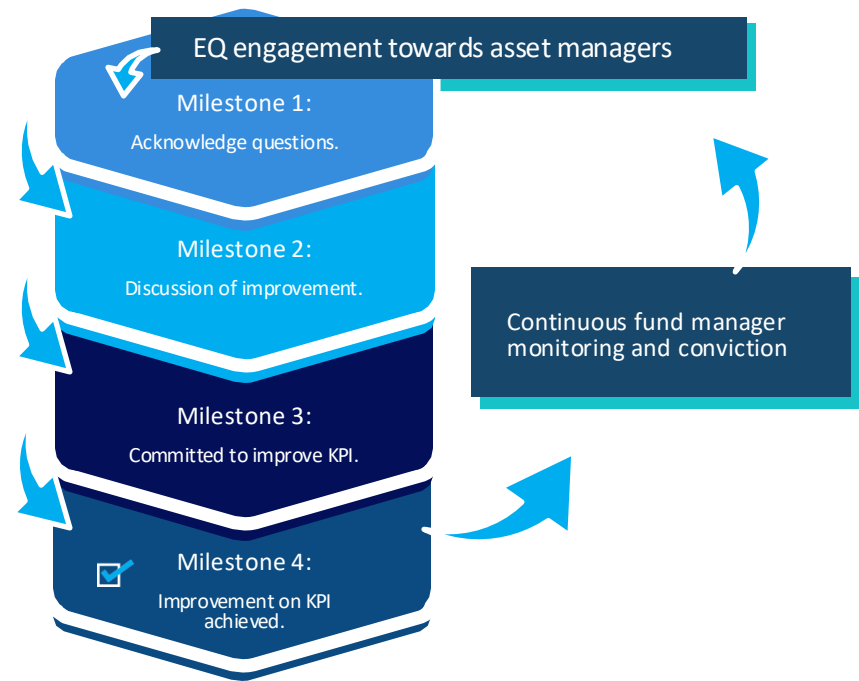 EQ engagement towards asset managers
Milestone 1:
Acknowledge questions.
Milestone 2:
Discussion of improvement.
Milestone 3:
Committed to improve KPI.
Milestone 4:
Improvement on KPI
achieved.
Continuous fund manager
monitoring and conviction